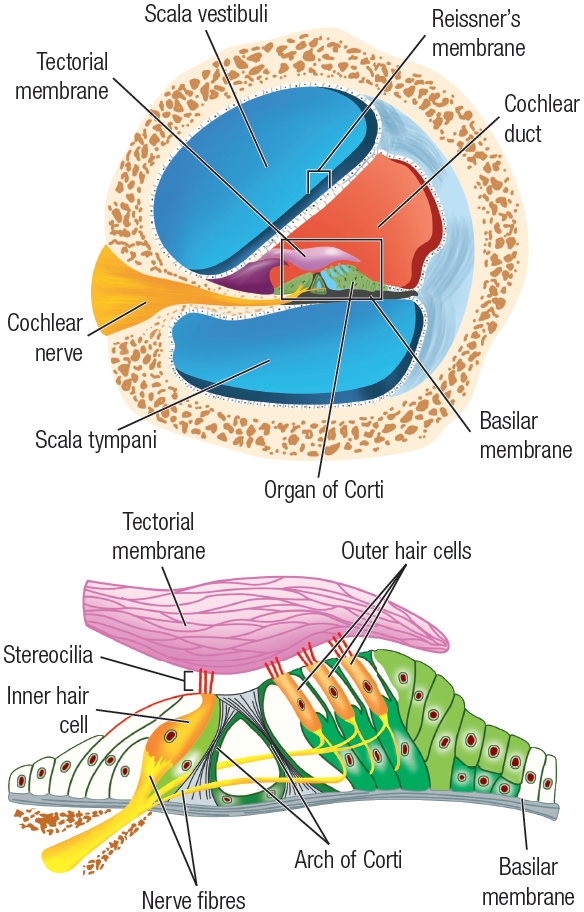 Scala vestibuli
Reissner's
membrane
Tectorial
membrane
Cochlear
duct
Cochlear
nerve
Scala tympani
Basilar
membrane
Organ of Corti
Tectorial
membrane
Outer hair cells
Stereocilia
Inner hair
cell
Arch of Corti
Basilar
membrane
Nerve fibres